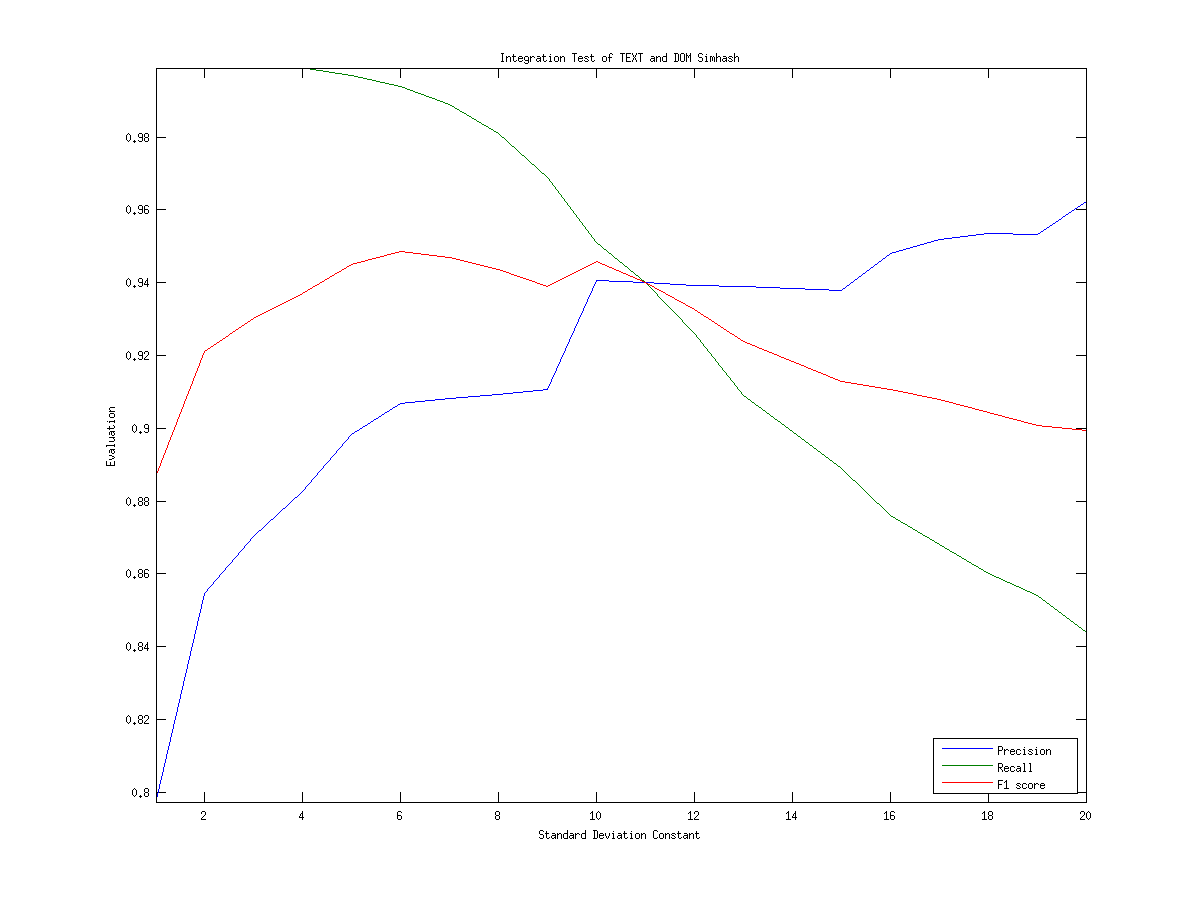 Integration Test of TEXT and DOM Simhash
0.98
0.96
0.94
0.92
0.9
0.88
0.86
0.84
0.82
0.8
Evaluation
Precision
Recall
F1 score
2 4 6 8 10 12 14 16 18 20
Standard Deviation Constant